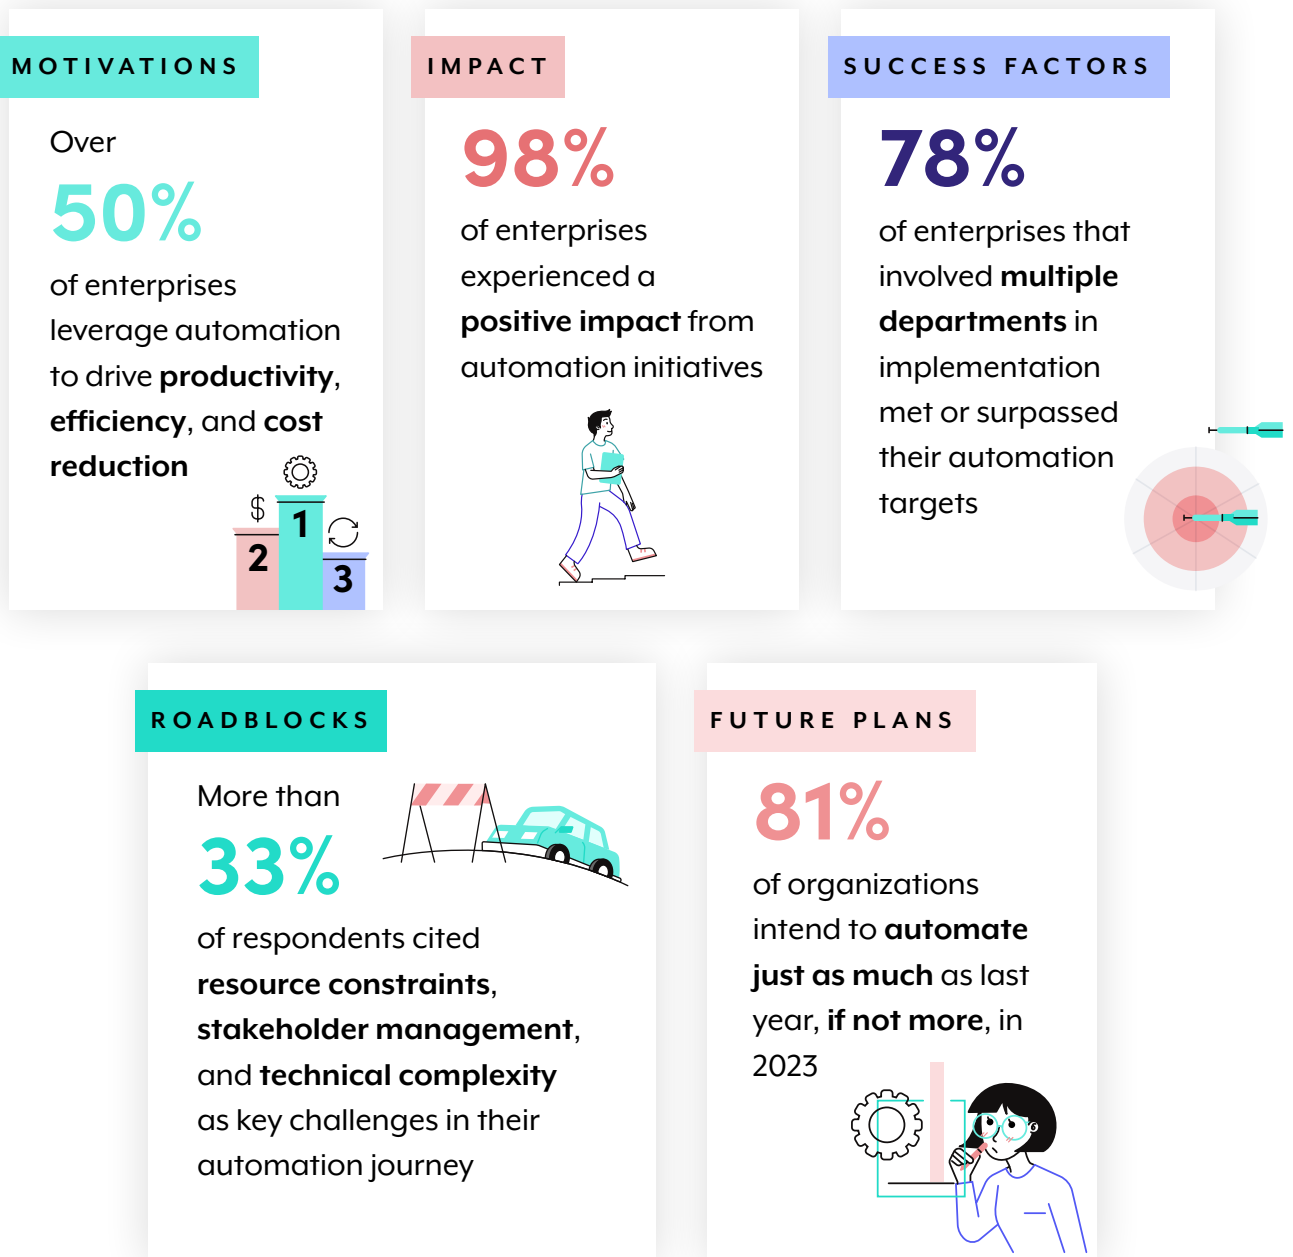 MOTIVATIONS
Over
50%
of enterprises
leverage automation
to drive productivity,
efficiency, and cost
reduction
$
1
2
3
IMPACT
98%
of enterprises
experienced a
positive impact from
automation initiatives
SUCCESS FACTORS
78%
of enterprises that
involved multiple
departments in
implementation
met or surpassed
their automation
targets
ROADBLOCKS
More than
33%
of respondents cited
resource constraints,
stakeholder management,
and technical complexity
as key challenges in their
automation journey
FUTURE PLANS
81%
of organizations
intend to automate
just as much as last
year, if not more, in
2023